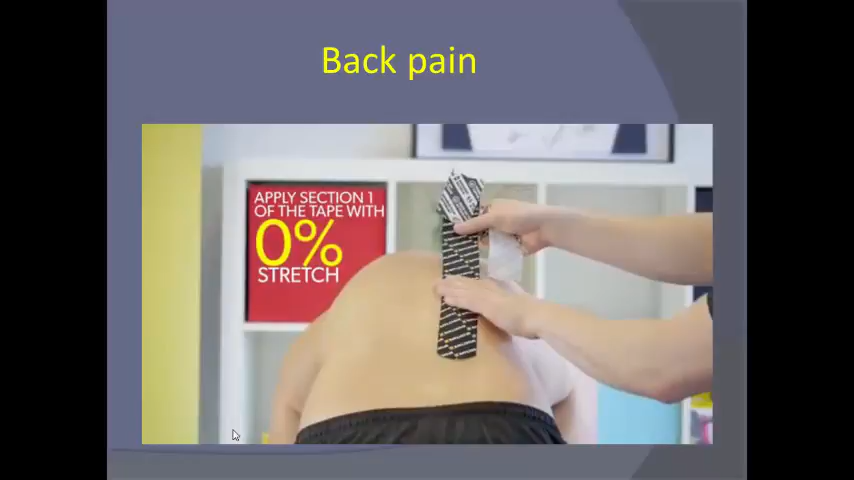 Back pain
APPLY SECTION 1
OF THE TAPE WITH
0%
STRETCH